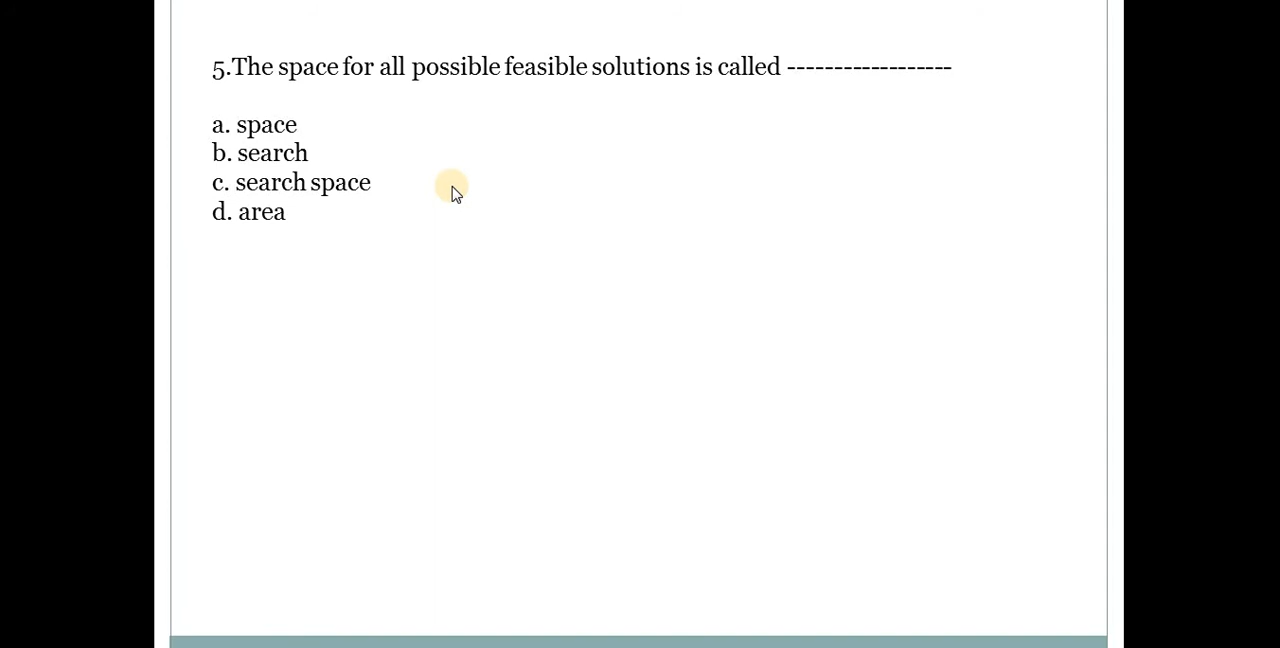 5.The space for all possible feasible solutions is called ------------------
a. space
b. search
c. search space
d. area